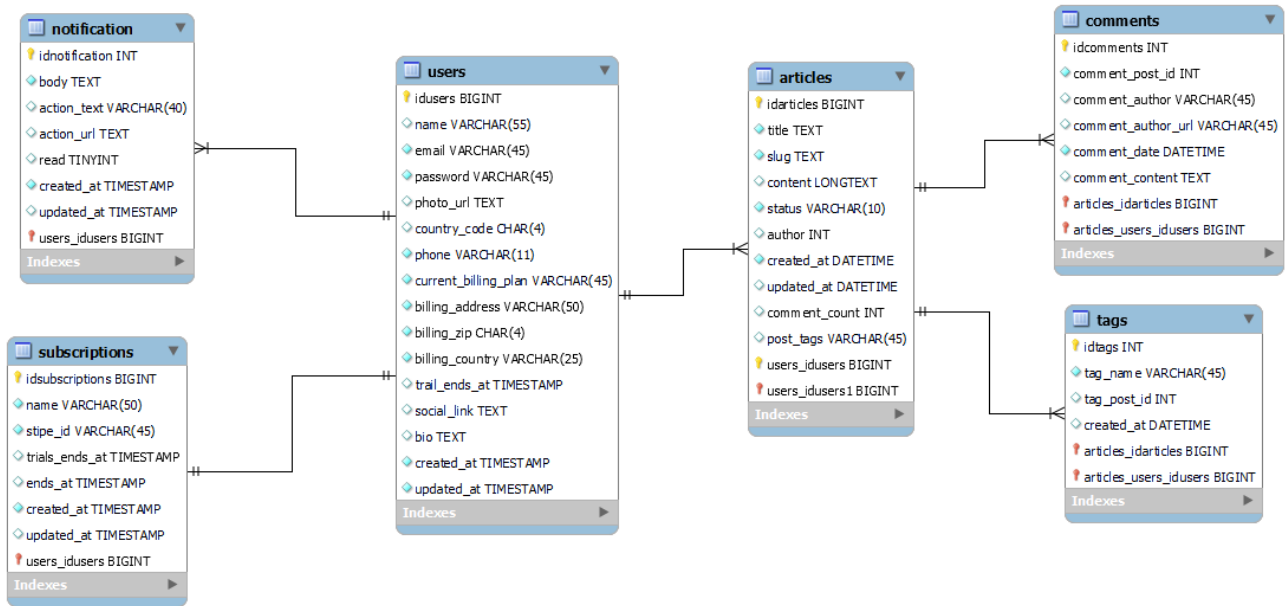 notification
idnotification INT
body TEXT
action_text VARCHAR(40)
action_url TEXT
read TINYINT
created_at TIMESTAMP
updated_at TIMESTAMP
users_idusers BIGINT
Indexes
subscriptions
idsubscriptions BIGINT
name VARCHAR(50)
stipe_id VARCHAR(45)
trials_ends_at TIMESTAMP
ends_at TIMESTAMP
created_at TIMESTAMP
updated_at TIMESTAMP
users_idusers BIGINT
Indexes
users
idusers BIGINT
name VARCHAR(55)
email VARCHAR(45)
password VARCHAR(45)
photo_url TEXT
country_code CHAR(4)
phone VARCHAR(11)
current_billing_plan VARCHAR(45)
billing_address VARCHAR(50)
billing_zip CHAR(4)
billing_country VARCHAR(25)
trail_ends_at TIMESTAMP
social_link TEXT
bio TEXT
created_at TIMESTAMP
updated_at TIMESTAMP
Indexes
articles
idarticles BIGINT
title TEXT
slug TEXT
content LONGTEXT
status VARCHAR(10)
author INT
created_at DATETIME
updated_at DATETIME
comment_count INT
post_tags VARCHAR(45)
users_idusers BIGINT
users_idusers1 BIGINT
Indexes
comments
idcomments INT
comment_post_id INT
comment_author VARCHAR(45)
comment_author_url VARCHAR(45)
comment_date DATETIME
comment_content TEXT
articles_idarticles BIGINT
articles_users_idusers BIGINT
Indexes
tags
idtags INT
tag_name VARCHAR(45)
tag_post_id INT
created_at DATETIME
articles_idarticles BIGINT
articles_users_idusers BIGINT
Indexes